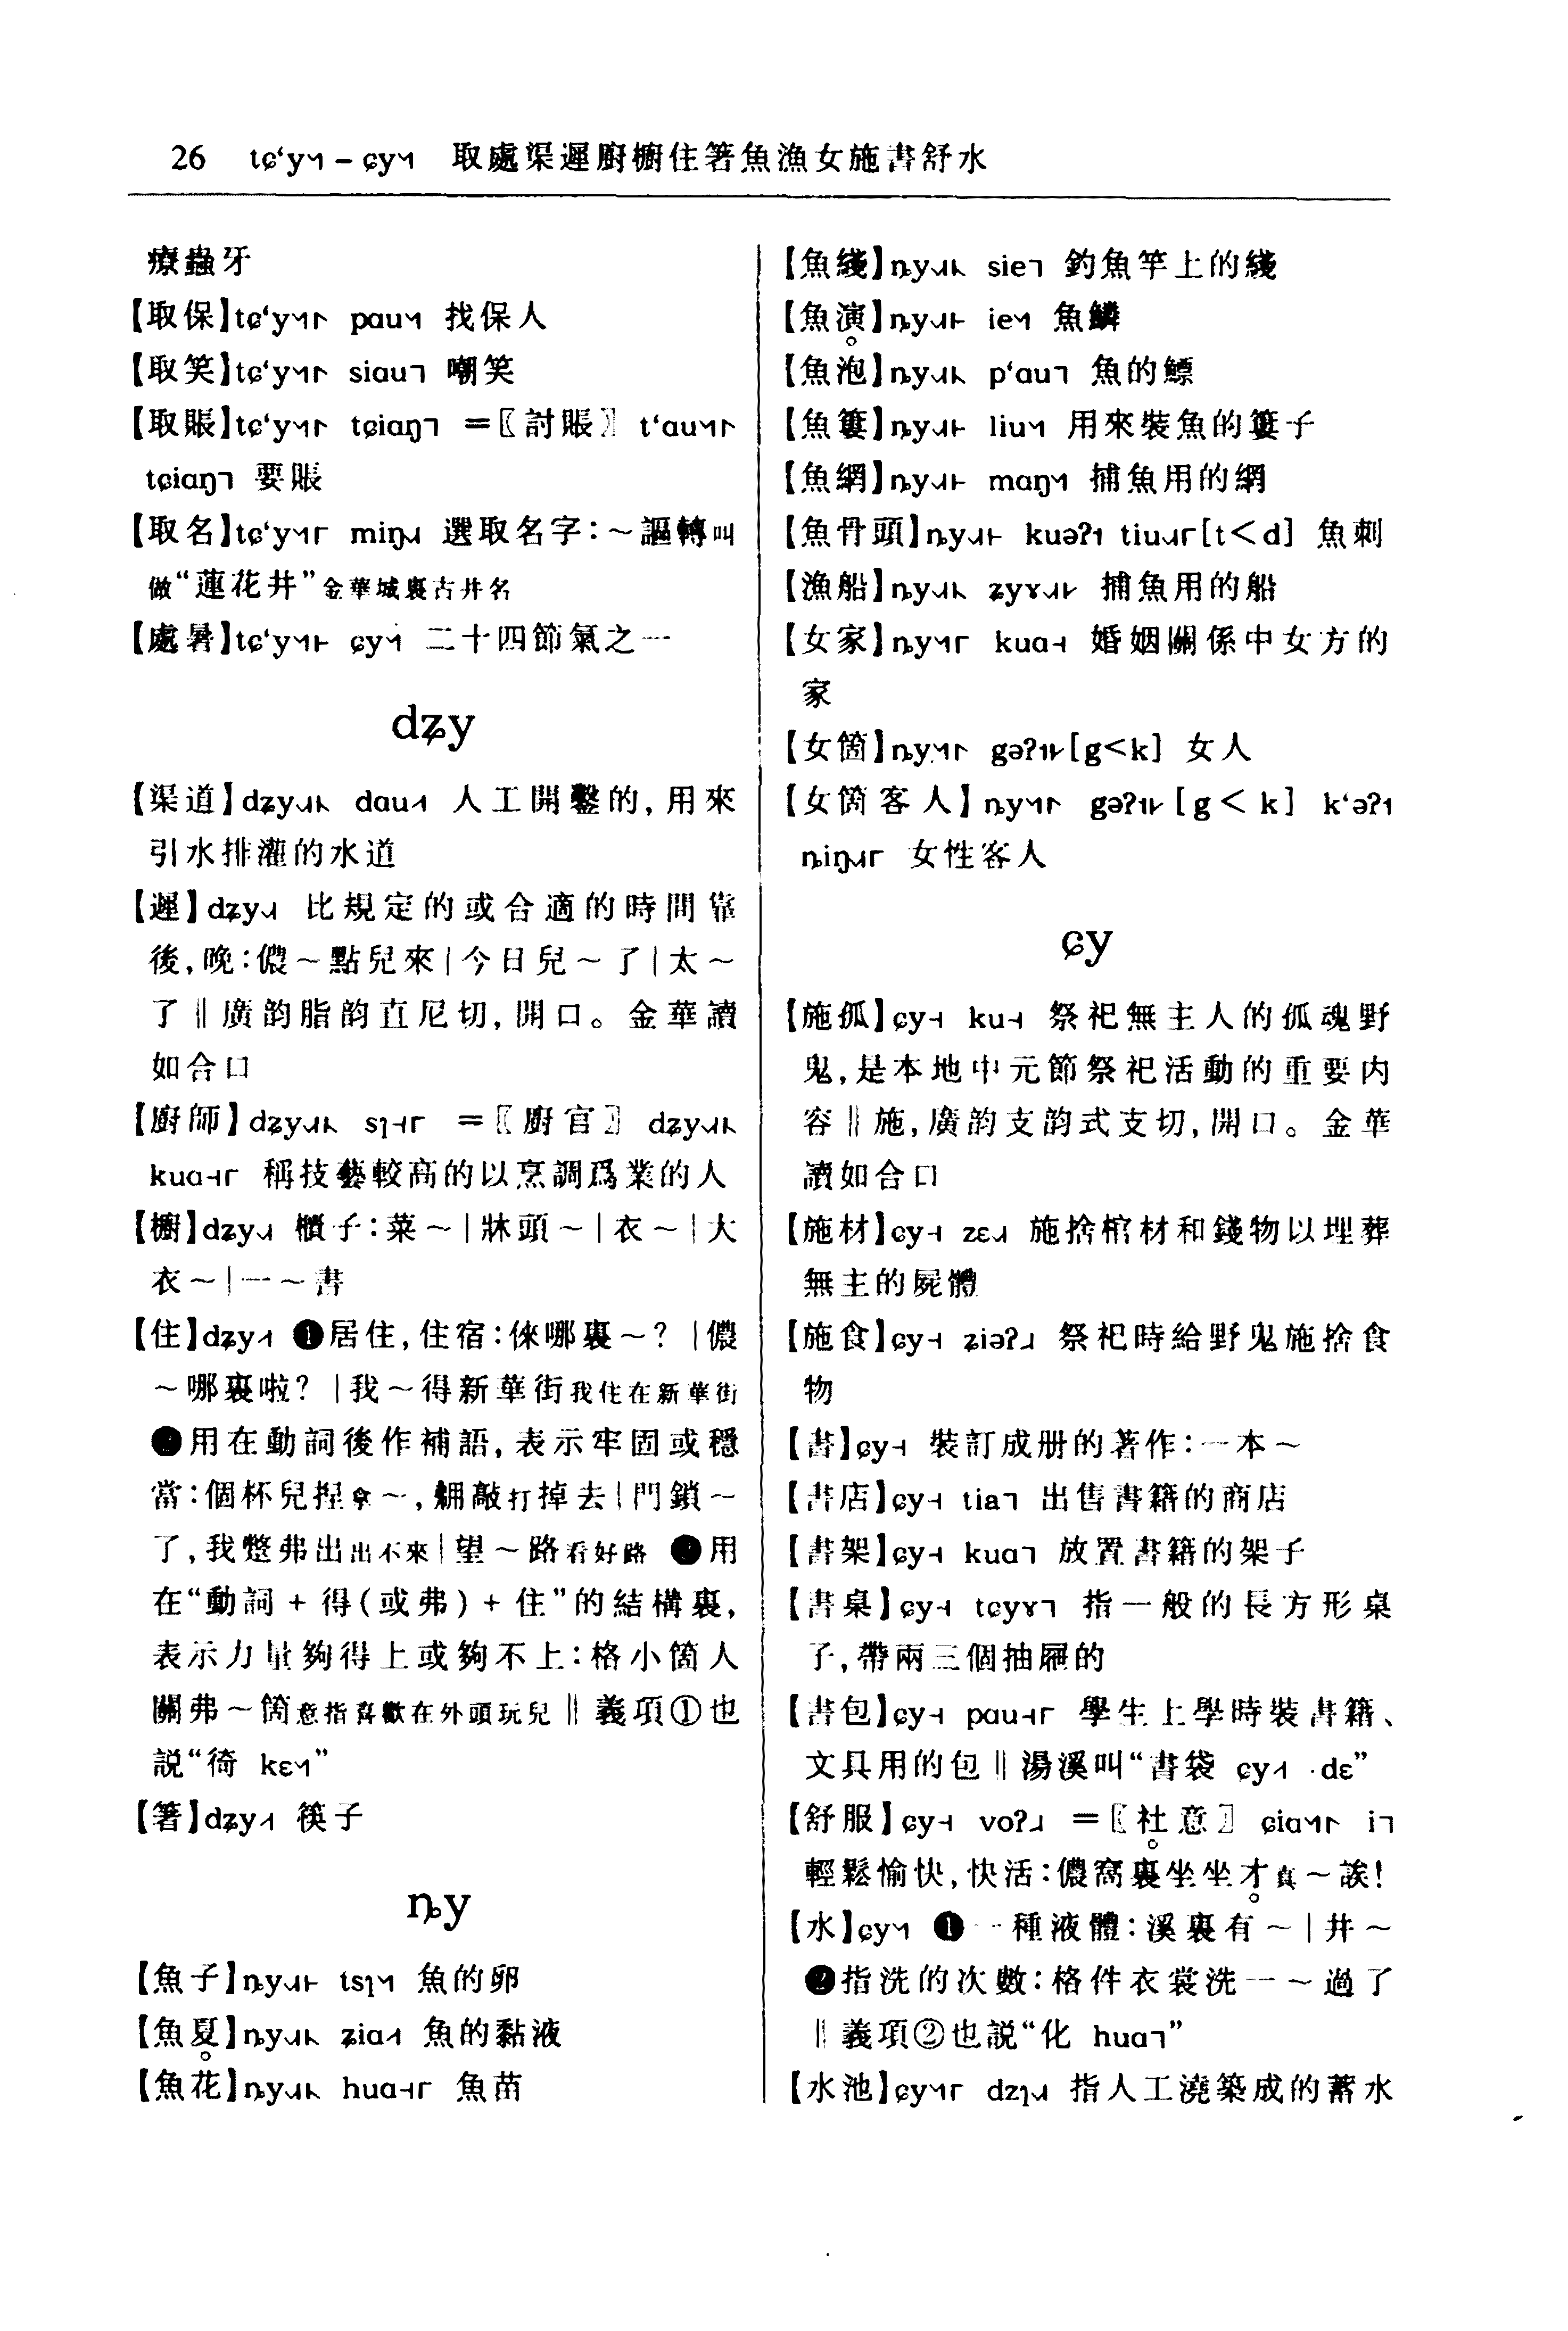 26 tɕ‘y˥˧˥－ɕy˥˧˥ 取處渠遲廚櫥住箸魚漁女施書舒水
療蟲牙
【取保】tɕ‘y˥˧˥꜒꜔ pau˥˧˥ 找保人
【取笑】tɕ‘y˥˧˥꜒꜔ siau˥ 嘲笑
【取賬】tɕ‘y˥˧˥꜒꜔ tɕiɑŋ˥ =〖討賬〗 t‘au˥˧˥꜒꜔
tɕiɑŋ˥ 要賬
【取名】tɕ‘y˥˧˥꜒ miŋ˧˩˧ 選取名字：～謳轉叫
做“蓮花井”金華城裏古井名
【處暑】tɕ‘y˥˧˥꜔ ɕy˥˧˥ 二十四節氣之一
dʑy
【渠道】dʑy˧˩˧꜔꜖ dau˩˦ 人工開鑿的，用來
引水排灌的水道
【遲】dʑy˧˩˧ 比規定的或合適的時間靠
後，晚：儂～點兒來｜今日兒～了｜太～
了‖廣韵脂韵直尼切，開口。金華讀
如合口
【廚師】dʑy˧˩˧꜔꜖ sɿ˧˧˦꜒ =〖廚官〗 dʑy˧˩˧꜔꜖
kuɑ˧˧˦꜒ 稱技藝較高的以烹調爲業的人
【櫥】dʑy˧˩˧ 櫃子：菜～｜牀頭～｜衣～｜大
衣～｜一～書
【住】dʑy˩˦ ❶居住，住宿：倈哪裏～？｜儂
～哪裏啦？｜我～得新華街我住在新華街
❷用在動詞後作補語，表示牢固或穩
當：個杯兒捏拿～，㑚敲打掉去｜門鎖～
了，我㢼弗出出不來｜望～路看好路 ❸用
在“動詞＋得（或弗）＋住”的結構裏，
表示力量夠得上或夠不上：格小箇人
關弗～箇意指喜歡在外頭玩兒‖義項①也
説“徛 kɛ˥˧˥”
【箸】dʑy˩˦ 筷子
ȵy
【魚子】ȵy˧˩˧꜔ tsɿ˥˧˥ 魚的卵
【魚夏】ȵy˧˩˧꜔꜖ ʑiɑ˩˦ 魚的黏液
【魚花】ȵy˧˩˧꜔꜖ huɑ˧˧˦꜒ 魚苗
【魚綫】ȵy˧˩˧꜔꜖ sie˥ 釣魚竿上的綫
【魚演】ȵy˧˩˧꜔ ie˥˧˥ 魚鱗
【魚泡】ȵy˧˩˧꜔꜖ p‘au˥ 魚的鰾
【魚簍】ȵy˧˩˧꜔ liu˥˧˥ 用來裝魚的簍子
【魚網】ȵy˧˩˧꜔ mɑŋ˥˧˥ 捕魚用的網
【魚骨頭】ȵy˧˩˧꜔ kuəʔ˦ tiu˧˩˧꜒[t<d] 魚刺
【漁船】ȵy˧˩˧꜔꜖ ʑyɤ˧˩˧꜖꜓ 捕魚用的船
【女家】ȵy˥˧˥꜒ kuɑ˧˧˦ 婚姻關係中女方的
家
【女箇】ȵy˥˧˥꜒꜔ gəʔ˦꜖꜓[g<k] 女人
【女箇客人】ȵy˥˧˥꜒꜔ gəʔ˦꜖꜓[g<k] k‘əʔ˦
ȵiŋ˧˩˧꜒ 女性客人
ɕy
【施孤】ɕy˧˧˦ ku˧˧˦ 祭祀無主人的孤魂野
鬼，是本地中元節祭祀活動的重要内
容‖施，廣韵支韵式支切，開口。金華
讀如合口
【施材】ɕy˧˧˦ zɛ˧˩˧ 施捨棺材和錢物以埋葬
無主的屍體
【施食】ɕy˧˧˦ ʑiəʔ˨˩˨ 祭祀時給野鬼施捨食
物
【書】ɕy˧˧˦ 裝訂成册的著作：一本～
【書店】ɕy˧˧˦ tia˥ 出售書籍的商店
【書架】ɕy˧˧˦ kuɑ˥ 放置書籍的架子
【書桌】ɕy˧˧˦ tɕyɤ˥ 指一般的長方形桌
子，帶兩三個抽屜的
【書包】ɕy˧˧˦ pau˧˧˦꜒ 學生上學時裝書籍、
文具用的包‖湯溪叫“書袋 ɕy˩˦ ·dɛ”
【舒服】ɕy˧˧˦ voʔ˨˩˨ =〖社意〗 ɕiɑ˥˧˥꜒꜔ i˥
輕鬆愉快，快活：儂窩裏坐坐才真～誒！
【水】ɕy˥˧˥ ❶一種液體：溪裏有～｜井～
❷指洗的次數：格件衣裳洗一～過了
‖義項②也説“化 huɑ˥”
【水池】ɕy˥˧˥꜒ dzɿ˧˩˧ 指人工澆築成的蓄水